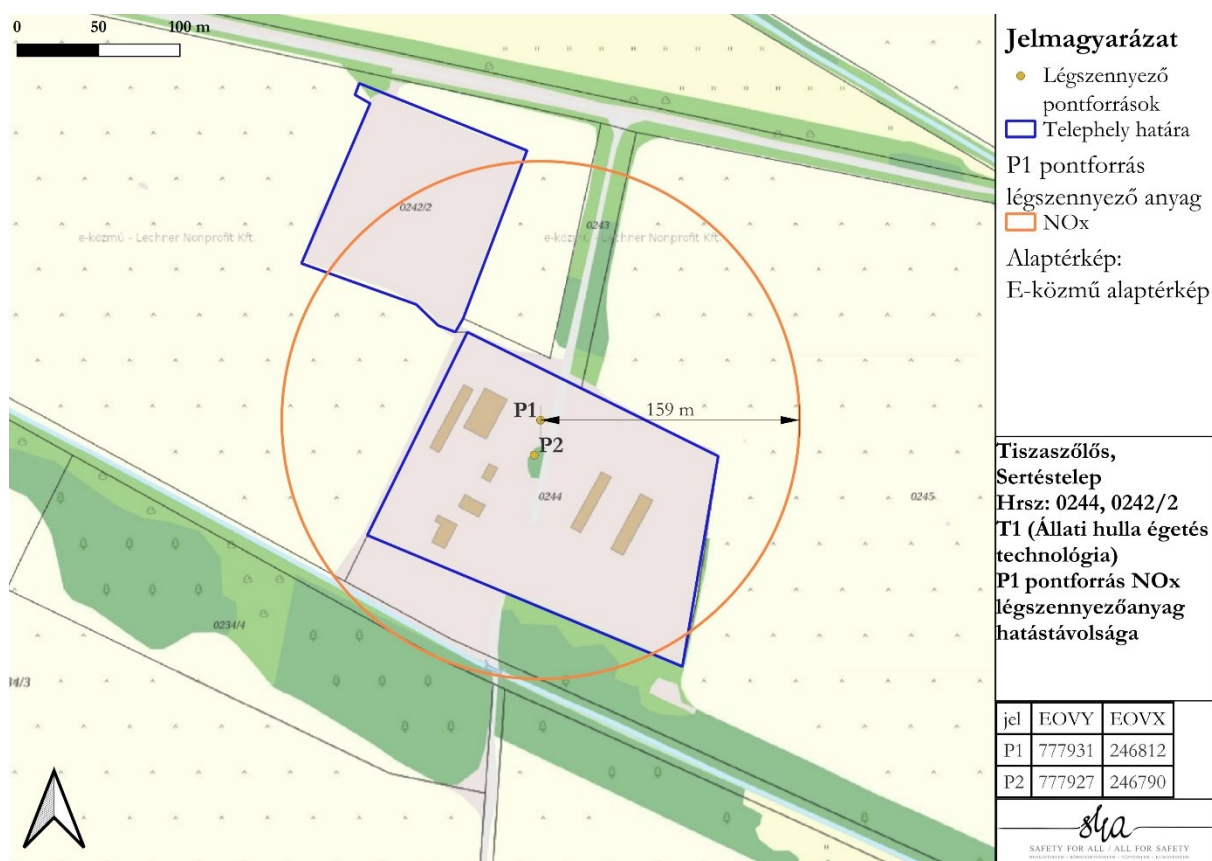 0 50 100 m
0242/2
0243
e-közmű - Lechner Nonprofit Kft.
e-közmű - Lechner Nonprofit Kft.
P1
159 m
P2
0244
0245
0234/4
34/3
Jelmagyarázat
Légszennyező
pontforrások
Telephely határa
P1 pontforrás
légszennyező anyag
NOx
Alaptérkép:
E-közmű alaptérkép
Tiszaszőlős,
Sertéstelep
Hrsz: 0244, 0242/2
T1 (Állati hulla égetés
technológia)
P1 pontforrás NOx
légszennyezőanyag
hatástávolsága
jel EOVY EOVX
P1 777931 246812
P2 777927 246790
SAFETY FOR ALL / ALL FOR SAFETY